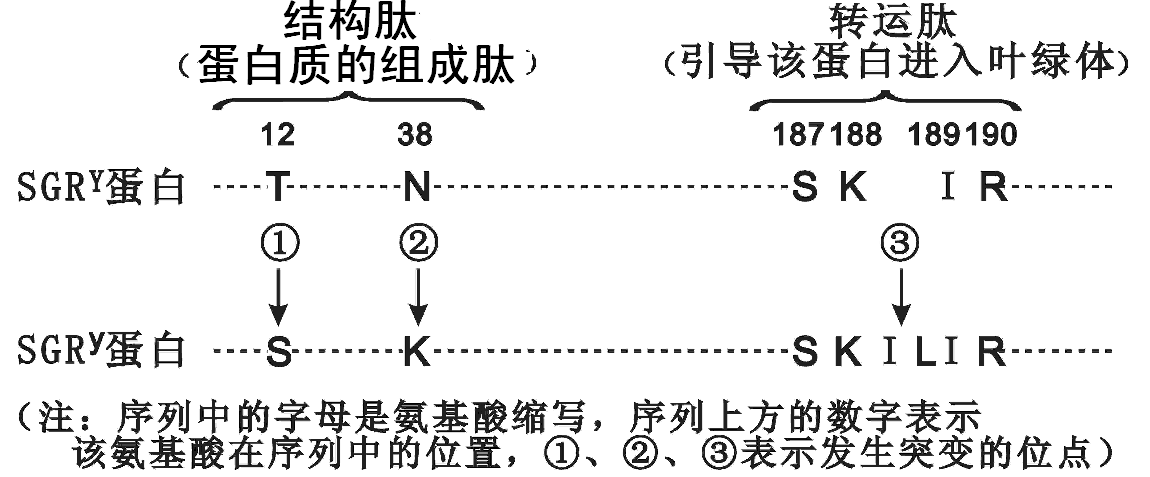 结构肽 转运肽
（蛋白质的组成肽） （引导该蛋白进入叶绿体）
12 38 187 188 189 190
SGRʸ蛋白 T N S K I R
① ② ③
SGRʸ蛋白 S K S K I L I R
（注：序列中的字母是氨基酸缩写，序列上方的数字表示
该氨基酸在序列中的位置，①、②、③表示发生突变的位点）